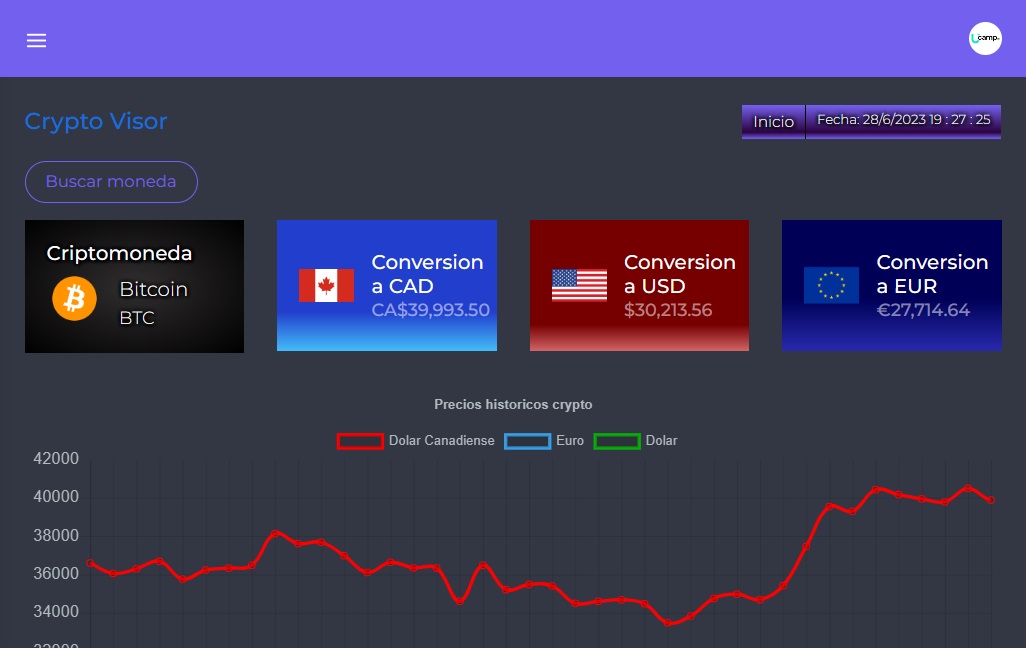 Ucamp
Crypto Visor
Inicio
Fecha: 28/6/2023 19 : 27 : 25
Buscar moneda
Criptomoneda
Bitcoin
BTC
Conversion
a CAD
CA$39,993.50
Conversion
a USD
$30,213.56
Conversion
a EUR
€27,714.64
Precios historicos crypto
Dolar Canadiense
Euro
Dolar
42000
40000
38000
36000
34000